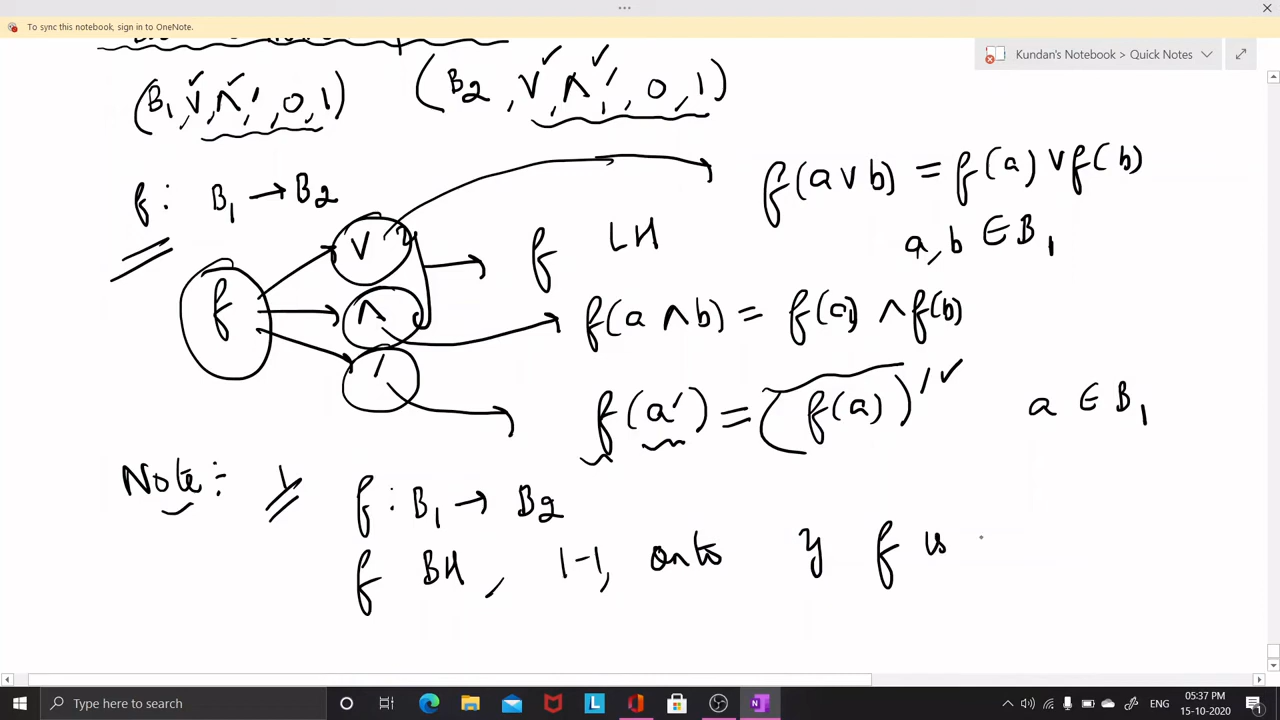 To sync this notebook, sign in to OneNote.
Kundan's Notebook > Quick Notes
(B₁, ∨, ∧, ', 0, 1) (B₂, ∨, ∧, ', 0, 1)
f : B₁ → B₂
f(a ∨ b) = f(a) ∨ f(b)
a, b ∈ B₁
∨
f LH
f
∧
f(a ∧ b) = f(a) ∧ f(b)
'
f(a') = (f(a))' a ∈ B₁
Note :- 1
f : B₁ → B₂
f BH, 1-1, onto f is
Type here to search
ENG
05:37 PM
15-10-2020